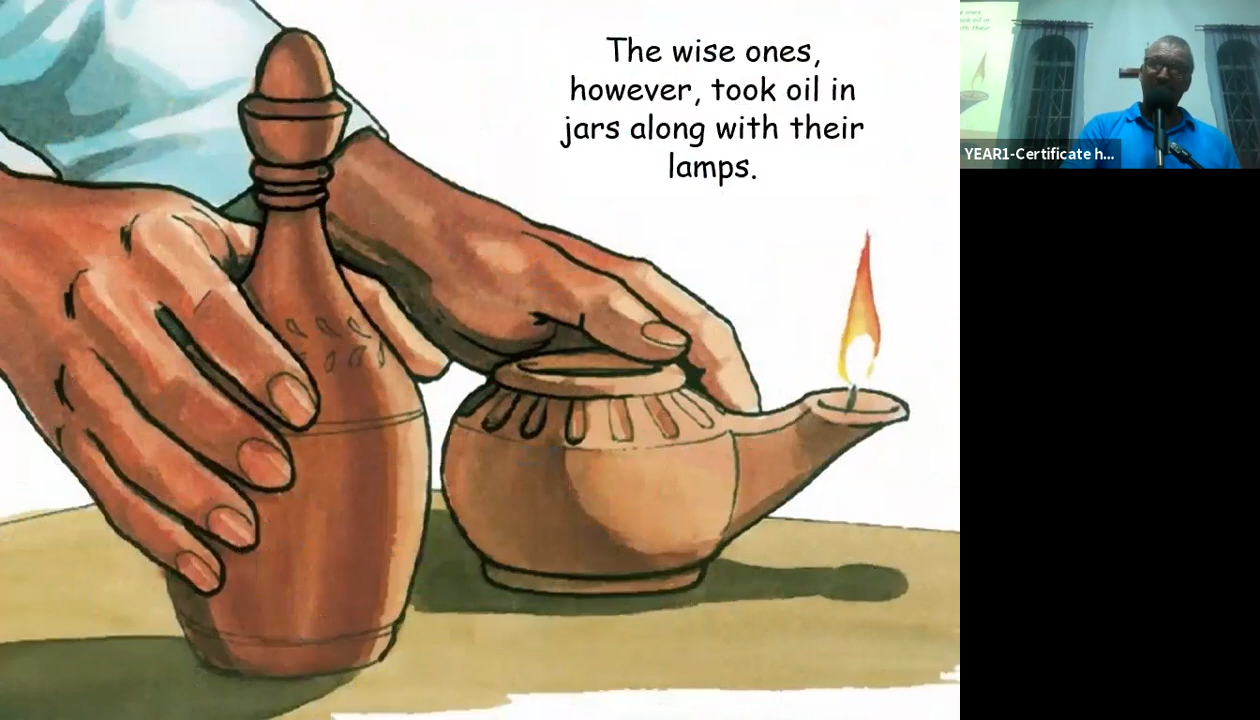 The wise ones,
however, took oil in
jars along with their
lamps.
YEAR1-Certificate h...